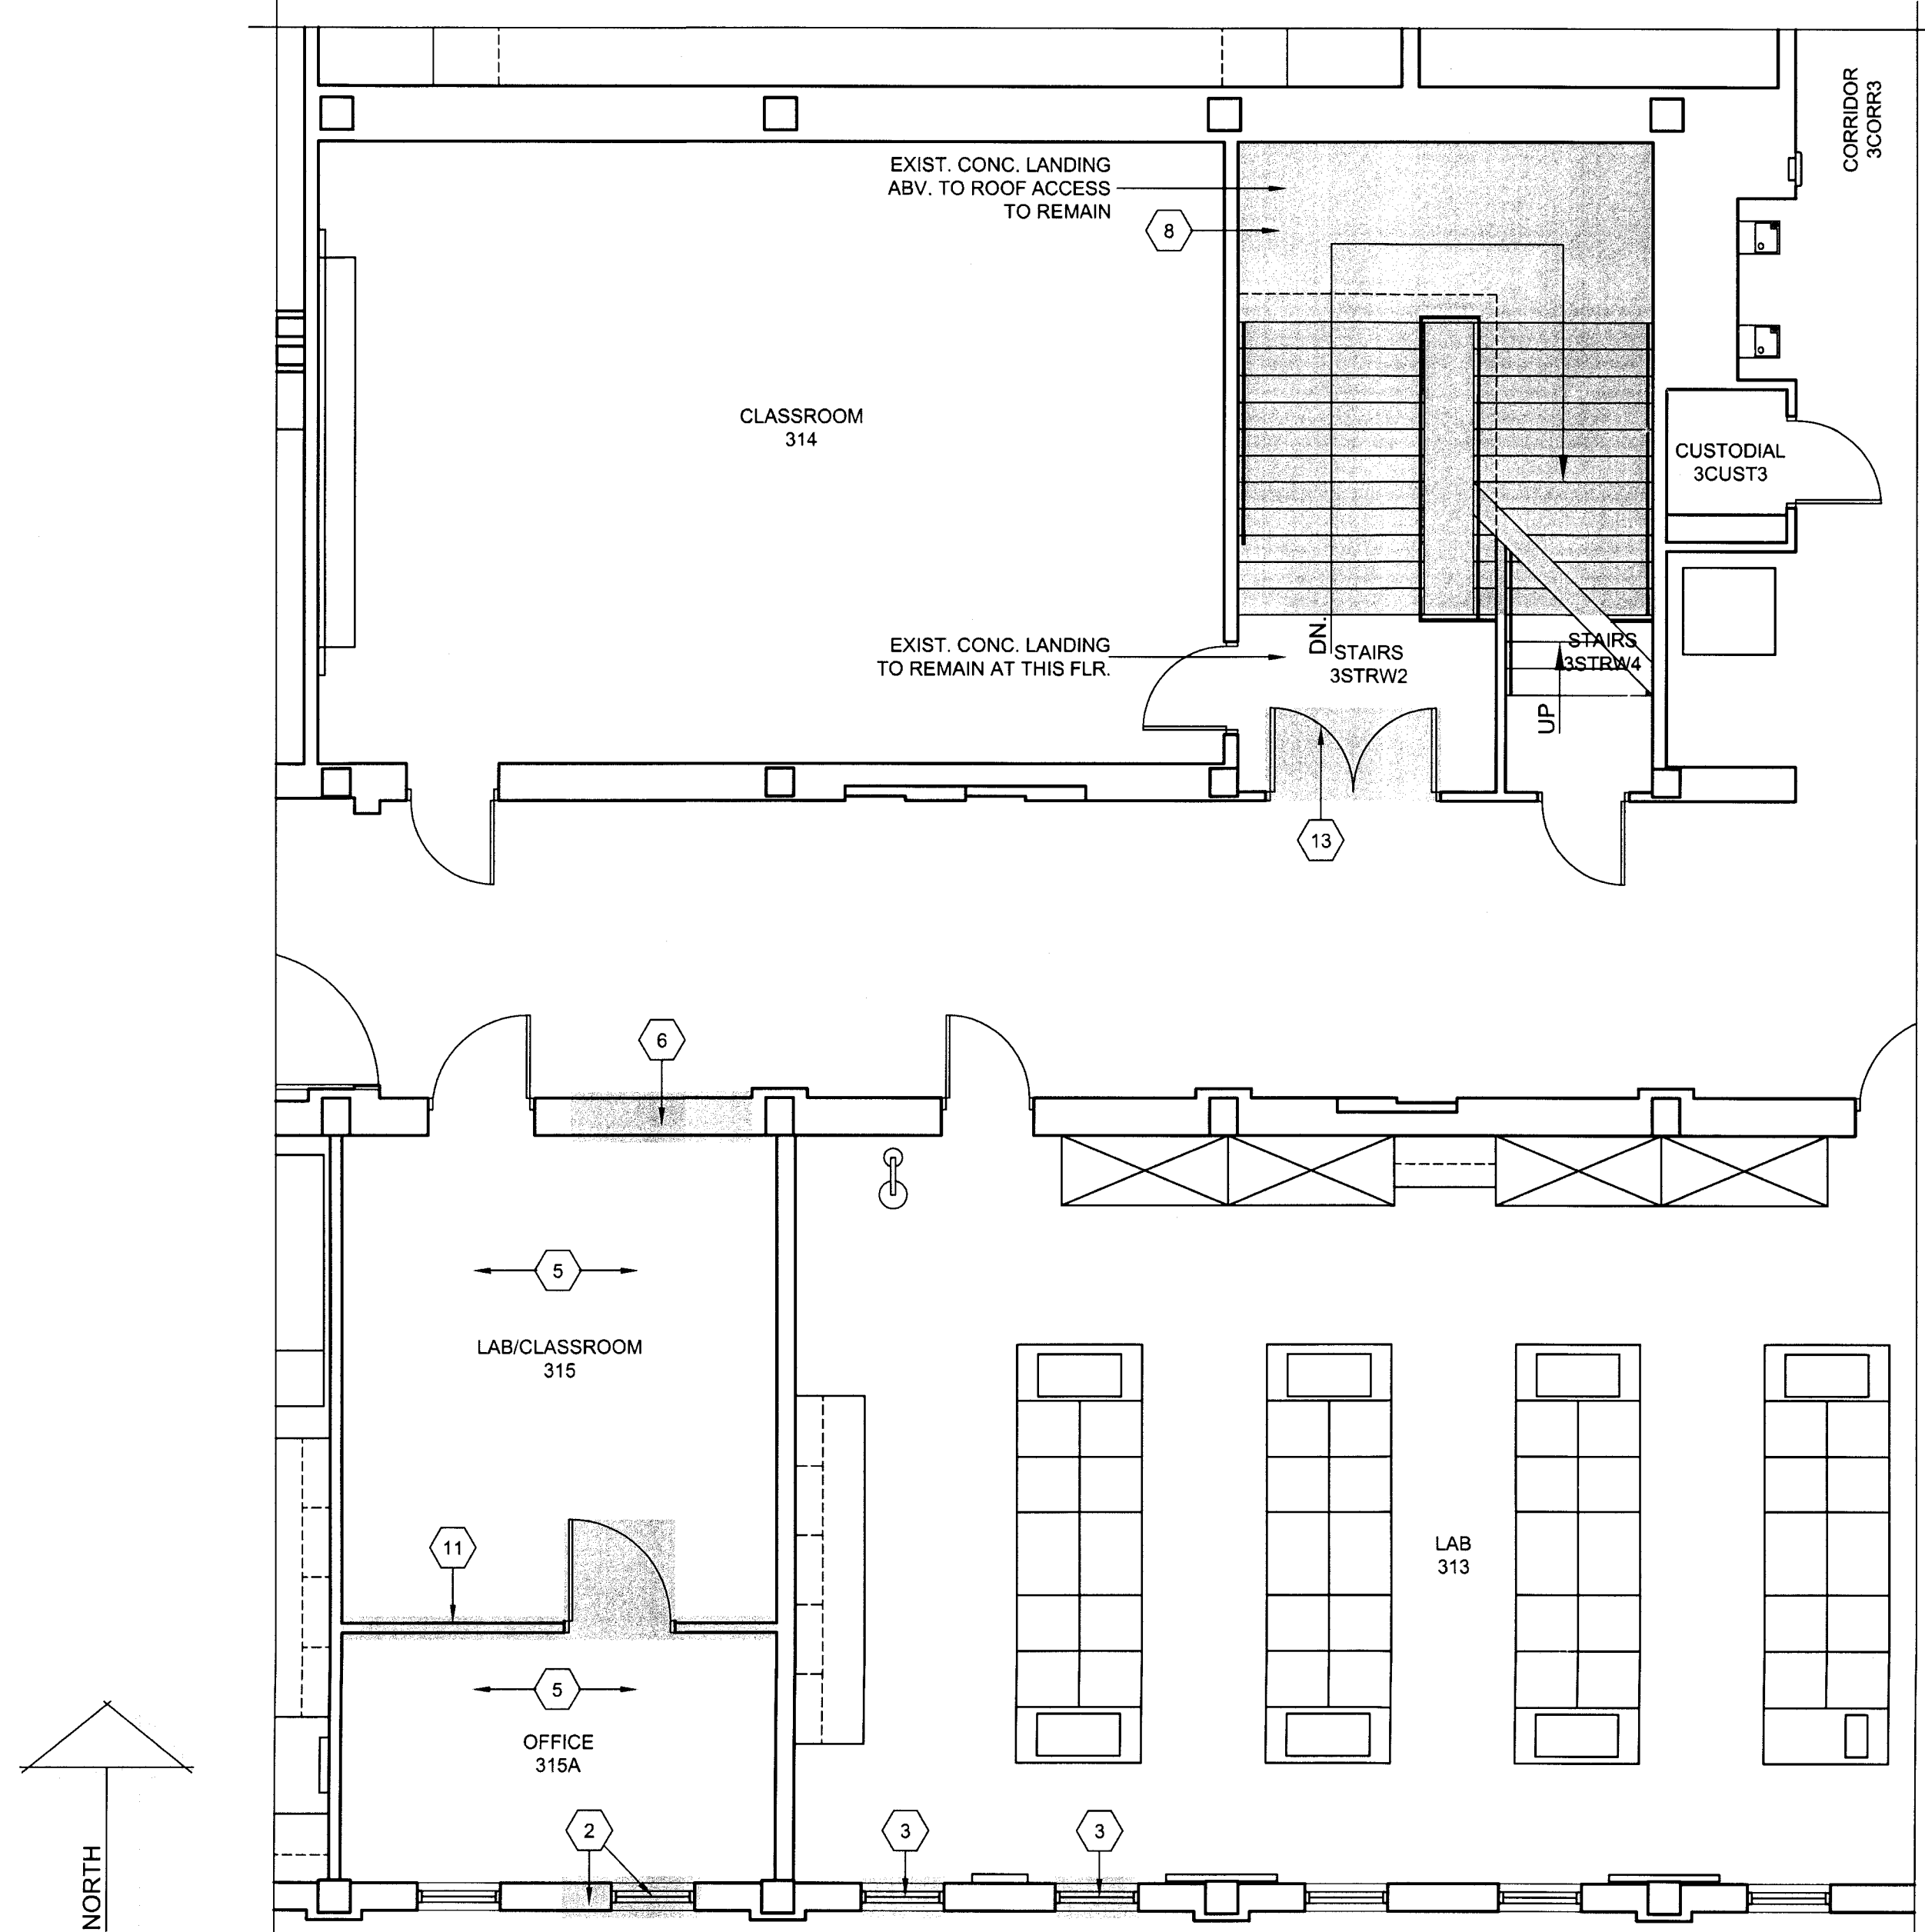 CORRIDOR
3CORR3
EXIST. CONC. LANDING
ABV. TO ROOF ACCESS
TO REMAIN
8
CLASSROOM
314
CUSTODIAL
3CUST3
EXIST. CONC. LANDING
TO REMAIN AT THIS FLR.
DN.
STAIRS
3STRW2
STAIRS
3STRW4
UP
13
6
5
LAB/CLASSROOM
315
11
LAB
313
5
OFFICE
315A
2
3
3
NORTH